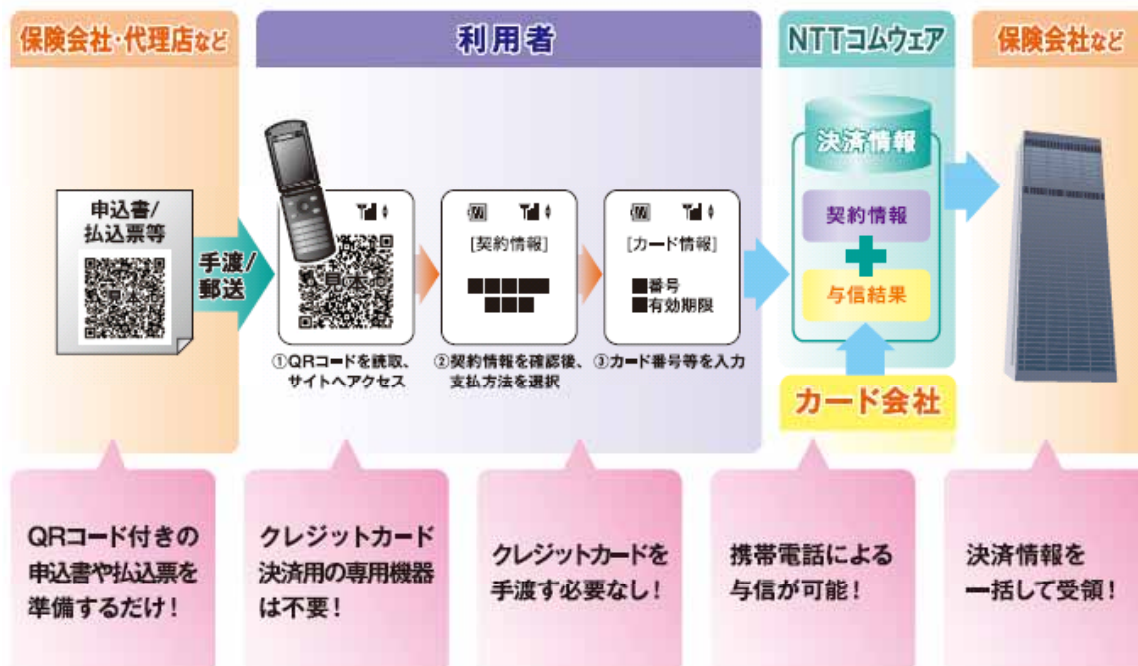 保険会社・代理店など
利用者
NTTコムウェア
保険会社など
申込書/
払込票等
手渡/
郵送
見本
①QRコードを読取、
サイトへアクセス
[契約情報]
■■■■■
■■■
②契約情報を確認後、
支払方法を選択
[カード情報]
■番号
■有効期限
③カード番号等を入力
決済情報
契約情報
与信結果
カード会社
QRコード付きの
申込書や払込票を
準備するだけ!
クレジットカード
決済用の専用機器
は不要!
クレジットカードを
手渡す必要なし!
携帯電話による
与信が可能!
決済情報を
一括して受領!